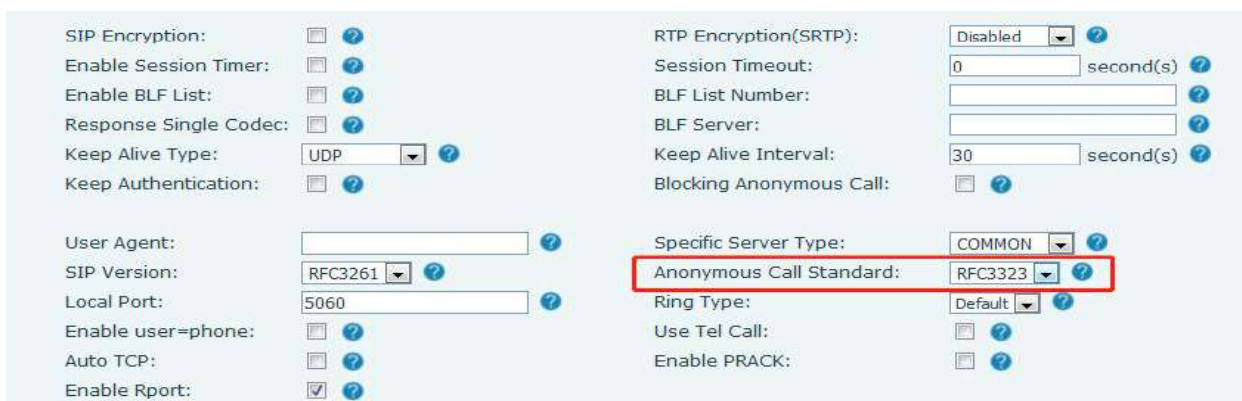 SIP Encryption: ? RTP Encryption(SRTP): Disabled ?
Enable Session Timer: ? Session Timeout: 0 second(s) ?
Enable BLF List: ? BLF List Number: ?
Response Single Codec: ? BLF Server: ?
Keep Alive Type: UDP ? Keep Alive Interval: 30 second(s) ?
Keep Authentication: ? Blocking Anonymous Call: ?
User Agent: ? Specific Server Type: COMMON ?
SIP Version: RFC3261 ? Anonymous Call Standard: RFC3323 ?
Local Port: 5060 ? Ring Type: Default ?
Enable user=phone: ? Use Tel Call: ?
Auto TCP: ? Enable PRACK: ?
Enable Rport: ?